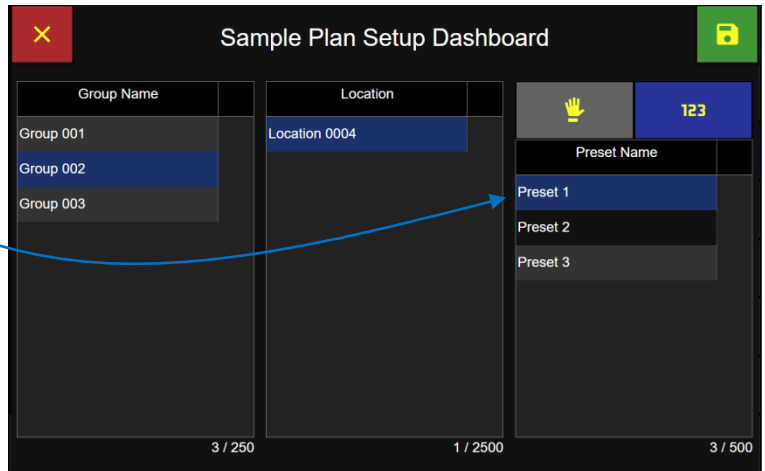 Sample Plan Setup Dashboard
Group Name
Group 001
Group 002
Group 003
3 / 250
Location
Location 0004
1 / 2500
123
Preset Name
Preset 1
Preset 2
Preset 3
3 / 500